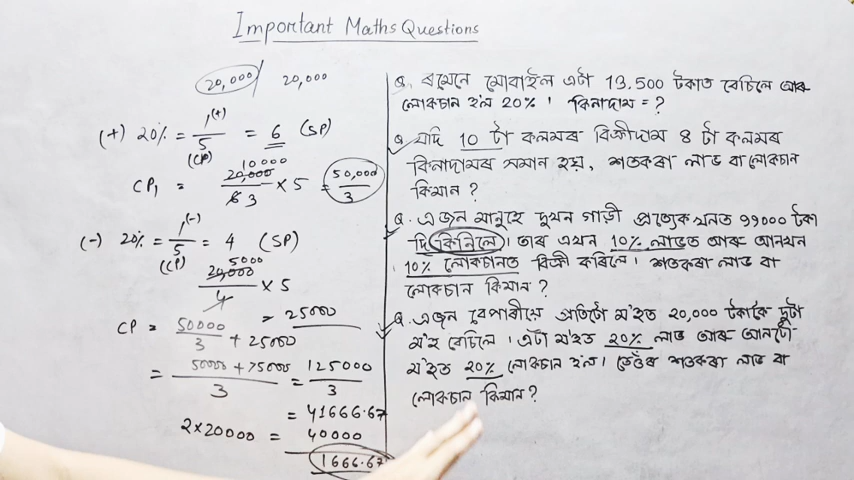 Important Maths Questions
20,000 / 20,000
(+) 20% = 1(+)/5 = 6 (SP)
(CP)
10000
CP₁ = 20,000/6 3 × 5 = 50,000/3
(-) 20% = 1(-)/5 = 4 (SP)
(CP)
5000
20,000/4 × 5
= 25000
CP = 50000/3 + 25000
= 50000 + 75000/3 = 125000/3
= 41666.67
2×20000 = 40000
1666.67
Q. ৰমেনে মোবাইল এটা 13.500 টকাত বেচিলে আৰু
লোকচান হ'ল 20%। কিনাদাম = ?
Q যদি 10 টা কলমৰ বিক্ৰীদাম 8 টা কলমৰ
কিনাদামৰ সমান হয়, শতকৰা লাভ বা লোকচান
কিমান?
Q. এজন মানুহে দুখন গাড়ী প্ৰত্যেক খনত 99000 টকা
দি কিনিলে। তাৰ এখন 10% লাভত আৰু আনখন
10% লোকচানত বিক্ৰী কৰিলে। শতকৰা লাভ বা
লোকচান কিমান?
Q. এজন বেপাৰীয়ে প্ৰতিটো ম'হত 20,000 টকাকৈ দুটা
ম'হ বেচিলে। এটা ম'হত 20% লাভ আৰু আনটো
ম'হত 20% লোকচান হ'ল। তেওঁৰ শতকৰা লাভ বা
লোকচান কিমান?